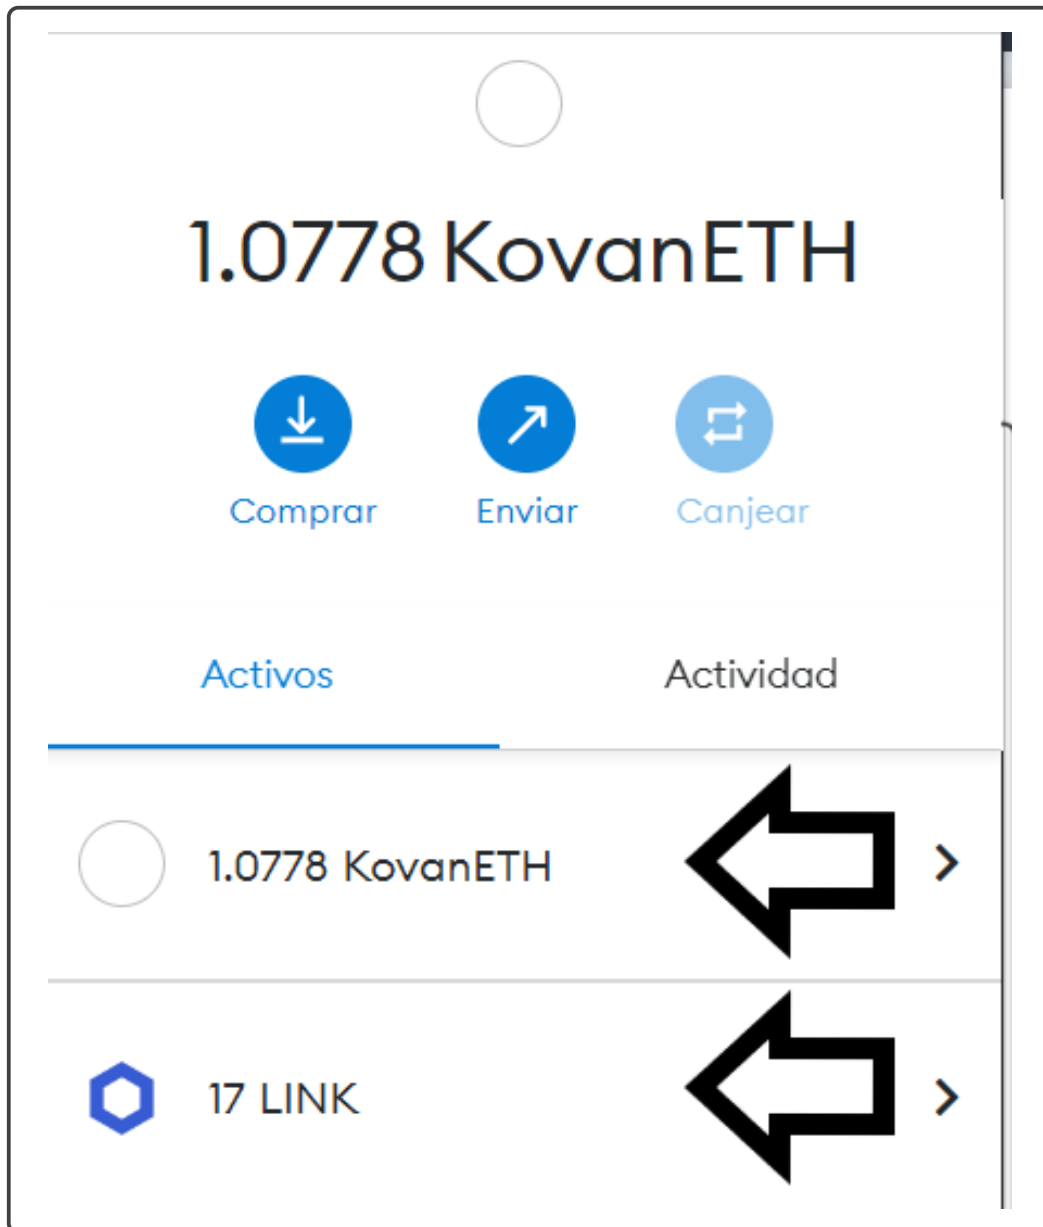 1.0778 KovanETH
Comprar Enviar Canjear
Activos Actividad
1.0778 KovanETH
17 LINK